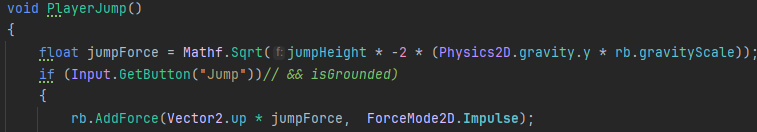 void PlayerJump()
{
float jumpForce = Mathf.Sqrt(f: jumpHeight * -2 * (Physics2D.gravity.y * rb.gravityScale));
if (Input.GetButton("Jump"))// && isGrounded)
{
rb.AddForce(Vector2.up * jumpForce, ForceMode2D.Impulse);